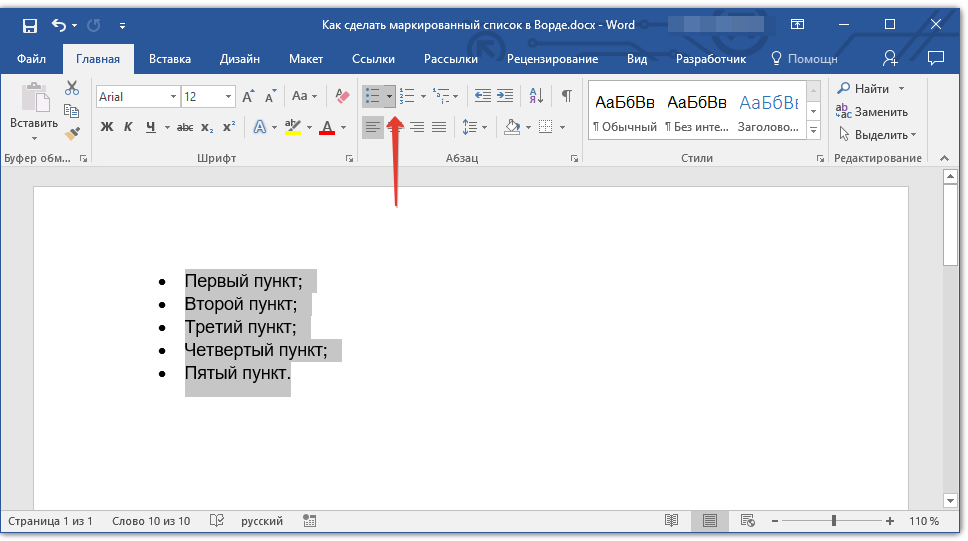 Как сделать маркированный список в Ворде.docx - Word
Файл Главная Вставка Дизайн Макет Ссылки Рассылки Рецензирование Вид Разработчик Помощн
Вставить
Arial 12 Aa
Ж К Ч abc x₂ x² А ab А
А Я ¶
АаБбВв АаБбВв АаБбВı
¶ Обычный ¶ Без инте... Заголово...
Найти
Заменить
Выделить
Буфер обм... Шрифт Абзац Стили Редактирование
Первый пункт;
Второй пункт;
Третий пункт;
Четвертый пункт;
Пятый пункт.
Страница 1 из 1 Слово 10 из 10 русский 110 %